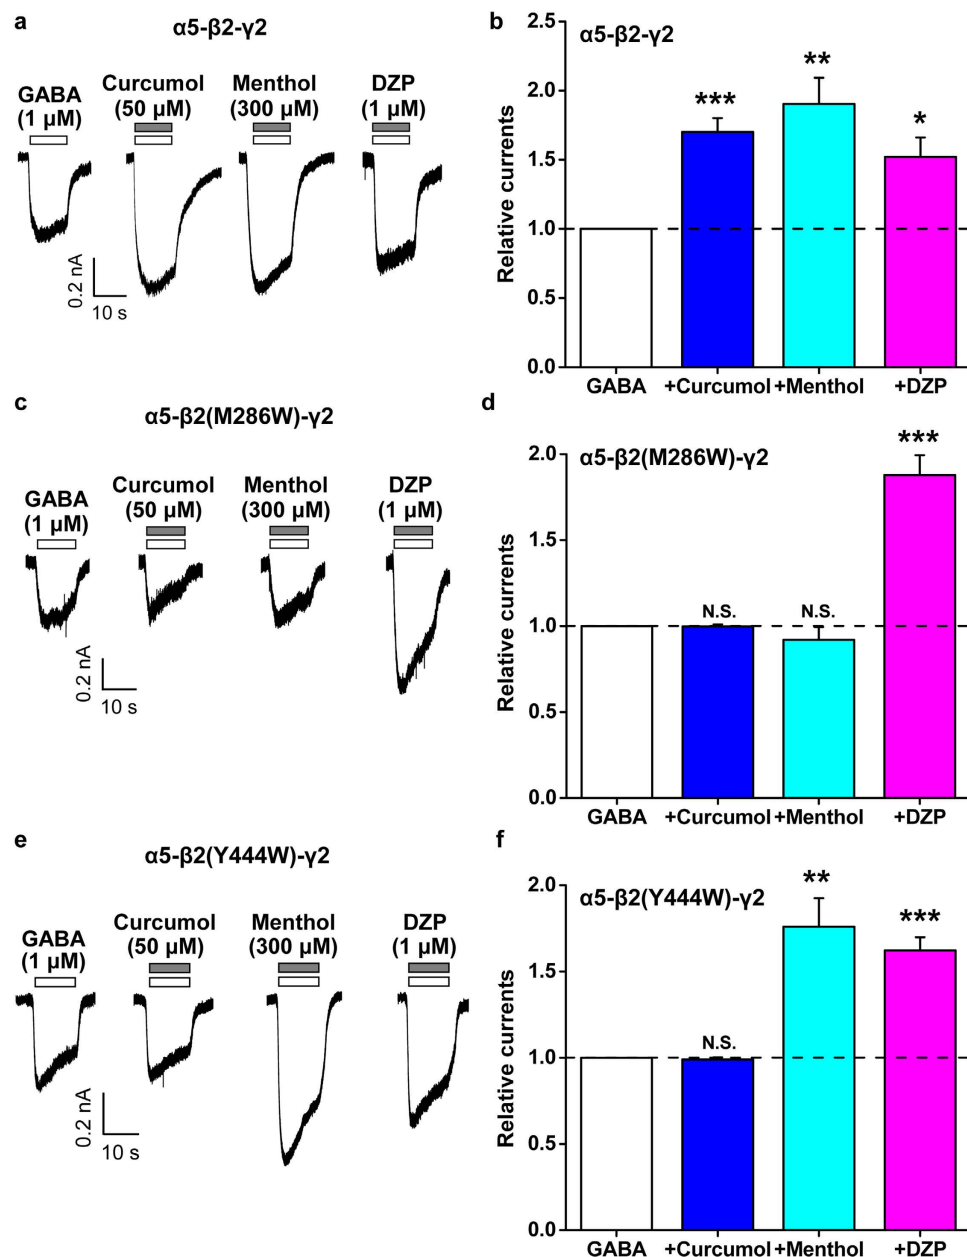 a
α5-β2-γ2
GABA
(1 μM)
Curcumol
(50 μM)
Menthol
(300 μM)
DZP
(1 μM)
0.2 nA
10 s
b
α5-β2-γ2
Relative currents
2.5
2.0
1.5
1.0
0.5
0.0
***
**
*
GABA +Curcumol +Menthol +DZP
c
α5-β2(M286W)-γ2
GABA
(1 μM)
Curcumol
(50 μM)
Menthol
(300 μM)
DZP
(1 μM)
0.2 nA
10 s
d
α5-β2(M286W)-γ2
Relative currents
2.0
1.5
1.0
0.5
0.0
N.S.
N.S.
***
GABA +Curcumol +Menthol +DZP
e
α5-β2(Y444W)-γ2
GABA
(1 μM)
Curcumol
(50 μM)
Menthol
(300 μM)
DZP
(1 μM)
0.2 nA
10 s
f
α5-β2(Y444W)-γ2
Relative currents
2.0
1.5
1.0
0.5
0.0
N.S.
**
***
GABA +Curcumol +Menthol +DZP